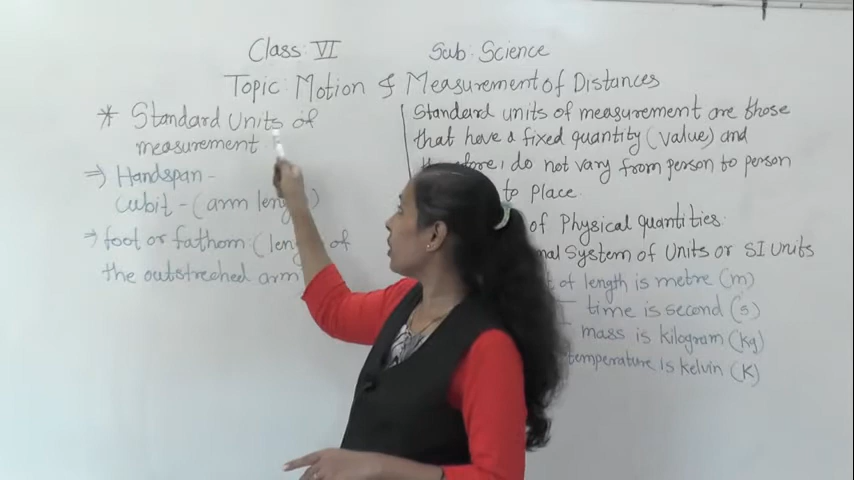 Class: VI
Sub: Science
Topic: Motion & Measurement of Distances
* Standard Units of
measurement
⇒ Handspan -
Cubit - (arm length)
→ foot or fathom (length of
the outstreched arm
Standard units of measurement are those
that have a fixed quantity (value) and
do not vary from person to person
to place.
of Physical quantities.
System of Units or SI Units
of length is metre (m)
time is second (s)
mass is kilogram (kg)
temperature is kelvin (K)